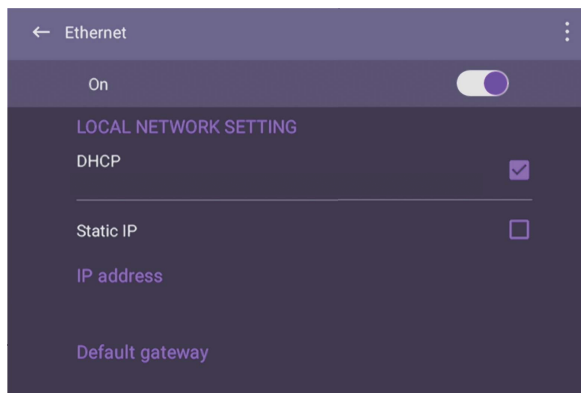 Ethernet
On
LOCAL NETWORK SETTING
DHCP
Static IP
IP address
Default gateway